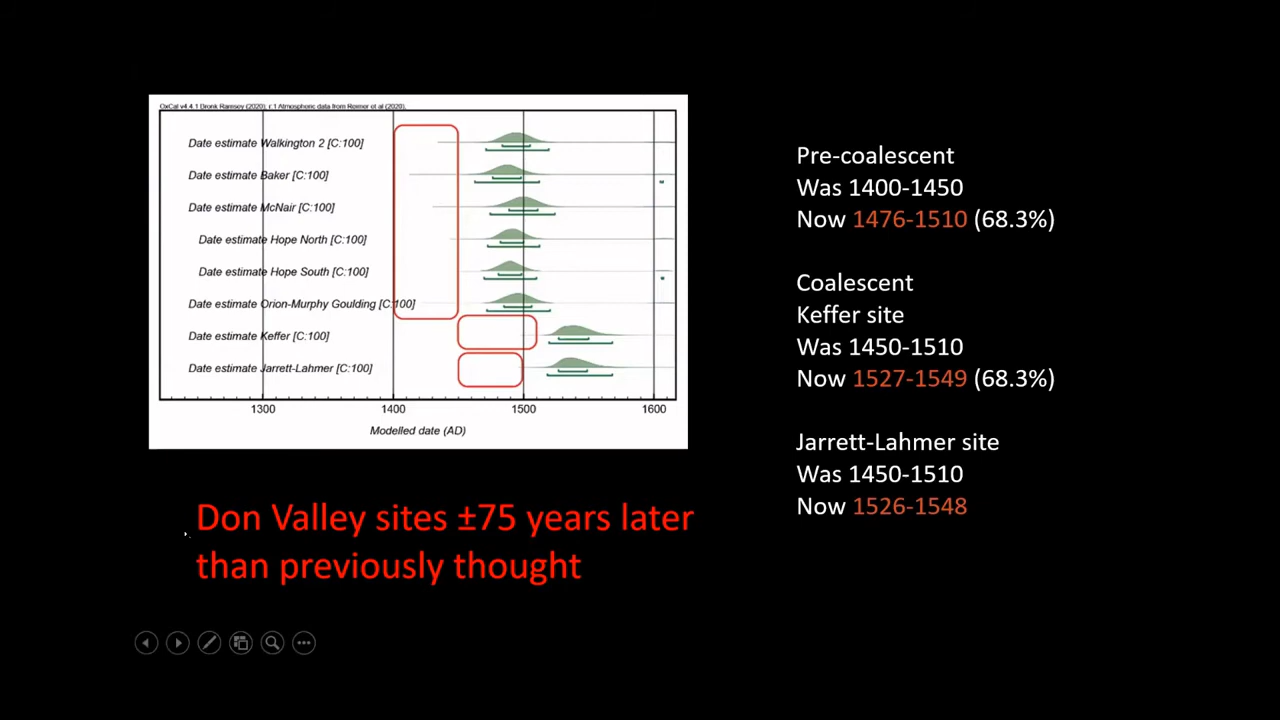 OxCal v4.4.1 Bronk Ramsey (2020); r:1 Atmospheric data from Reimer et al (2020).
Date estimate Walkington 2 [C:100]
Date estimate Baker [C:100]
Date estimate McNair [C:100]
Date estimate Hope North [C:100]
Date estimate Hope South [C:100]
Date estimate Orion-Murphy Goulding [C:100]
Date estimate Keffer [C:100]
Date estimate Jarrett-Lahmer [C:100]
1300 1400 1500 1600
Modelled date (AD)
Pre-coalescent
Was 1400-1450
Now 1476-1510 (68.3%)
Coalescent
Keffer site
Was 1450-1510
Now 1527-1549 (68.3%)
Jarrett-Lahmer site
Was 1450-1510
Now 1526-1548
Don Valley sites ±75 years later
than previously thought